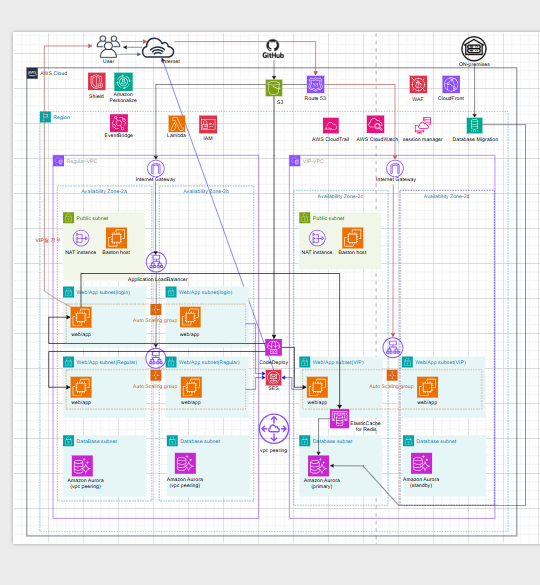 User
Internet
GitHub
ON-premises
AWS Cloud
Shield
Amazon
Personalize
S3
Route 53
WAF
CloudFront
Region
EventBridge
Lambda
IAM
AWS CloudTrail
AWS CloudWatch
session manager
Database Migration
Regular-VPC
VIP-VPC
Internet Gateway
Internet Gateway
Availability Zone-2a
Availability Zone-2b
Availability Zone-2c
Availability Zone-2d
Public subnet
Public subnet
VIP일 경우
NAT instance
Bastion host
NAT instance
Bastion host
Application LoadBalancer
Web/App subnet(login)
Web/App subnet(login)
web/app
Auto Scaling group
web/app
CodeDeploy
Web/App subnet(Regular)
Web/App subnet(Regular)
Web/App subnet(VIP)
Web/App subnet(VIP)
web/app
Auto Scaling group
web/app
SES
web/app
Auto Scaling group
web/app
ElasticCache
for Redis
vpc peering
DataBase subnet
Database subnet
Database subnet
Database subnet
Amazon Aurora
(vpc peering)
Amazon Aurora
(vpc peering)
Amazon Aurora
(primary)
Amazon Aurora
(standby)